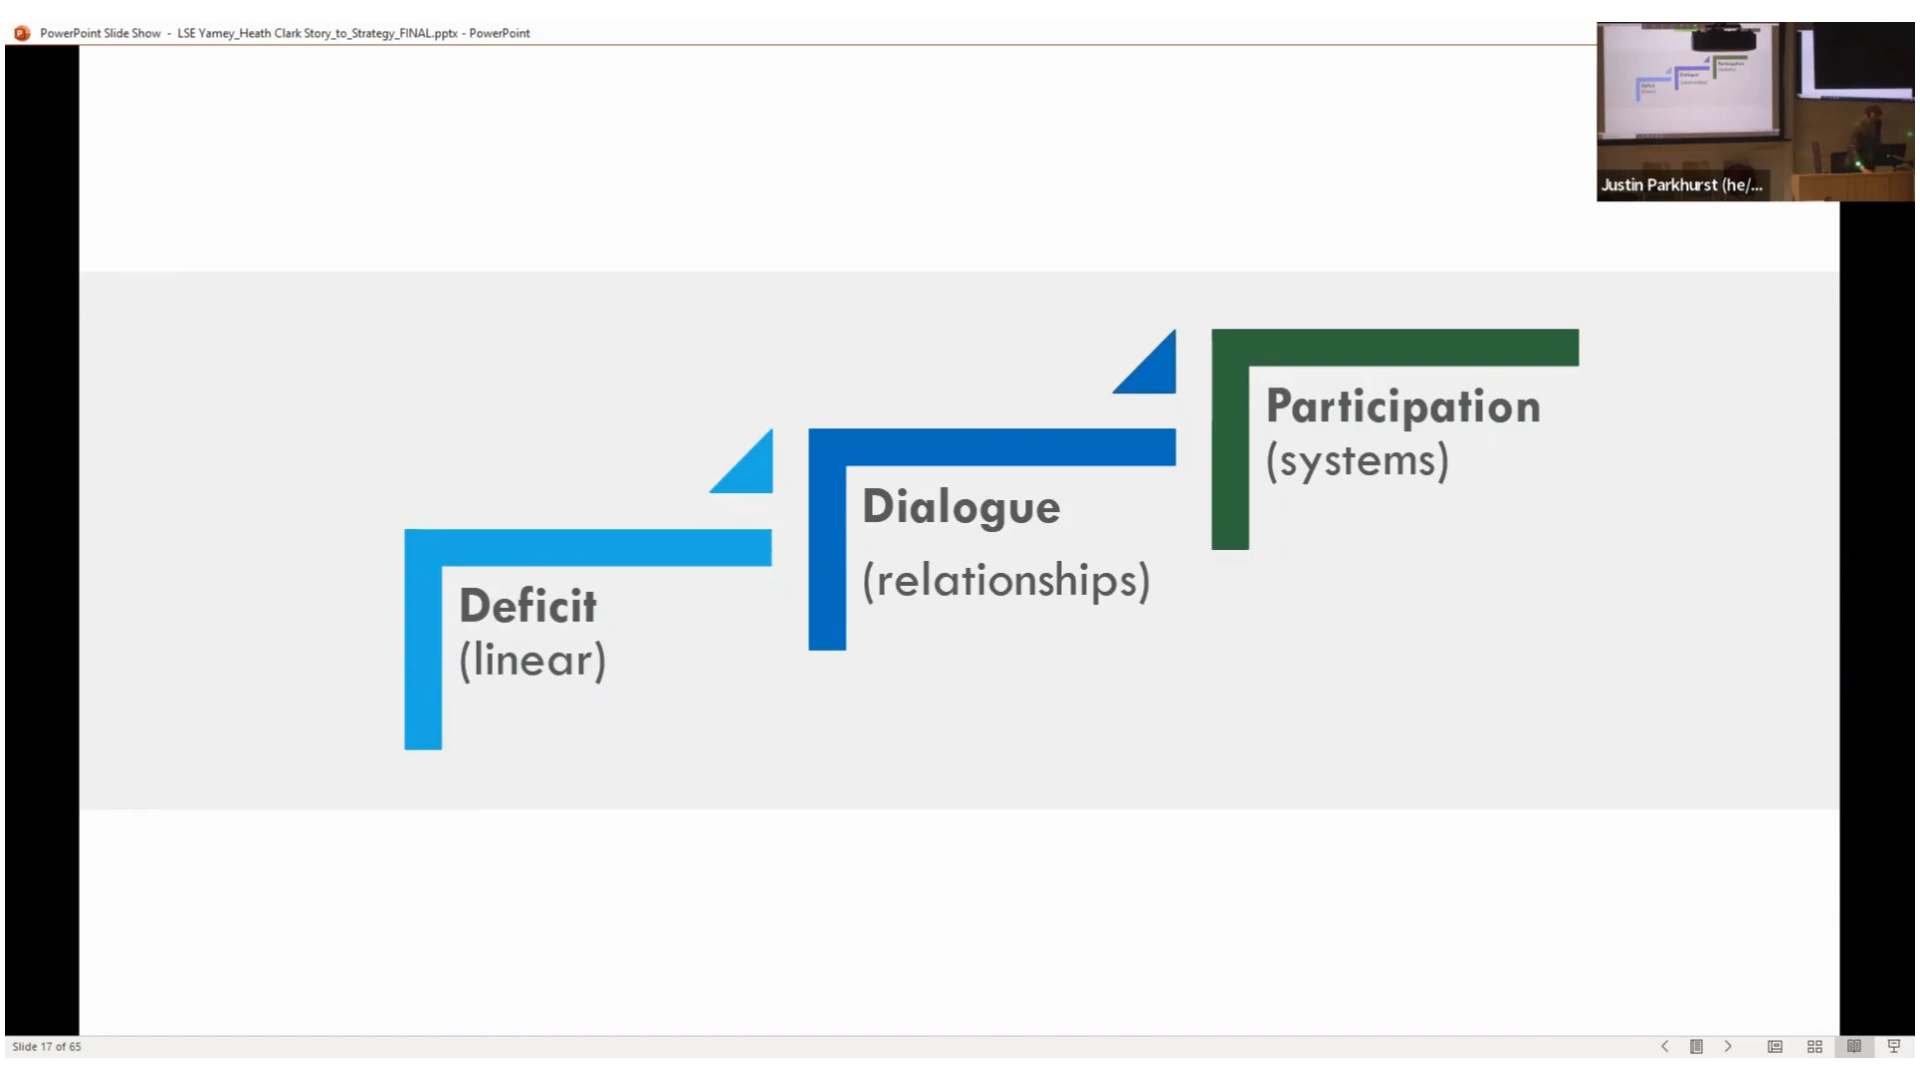 PowerPoint Slide Show - LSE Yamey_Heath Clark Story_to_Strategy_FINAL.pptx - PowerPoint
Justin Parkhurst (he/...
Participation
(systems)
Dialogue
(relationships)
Deficit
(linear)
Slide 17 of 65